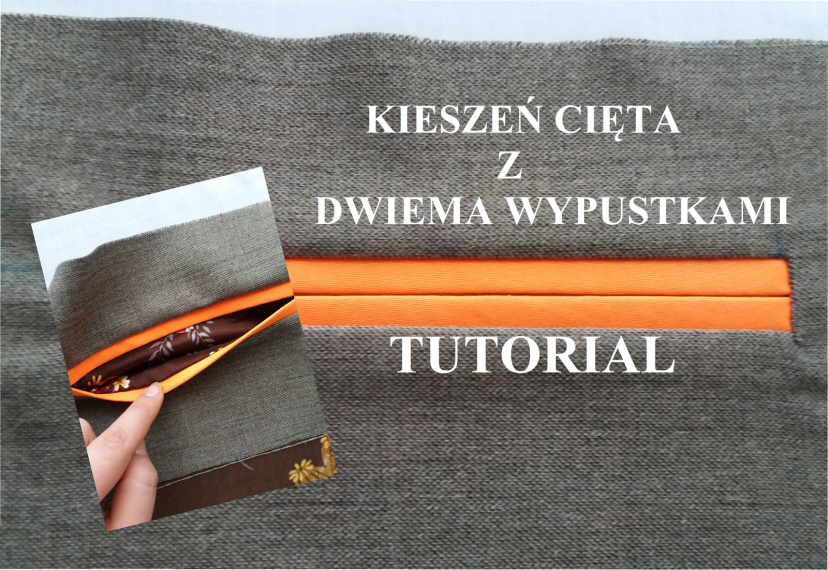 KIESZEŃ CIĘTA
Z
DWIEMA WYPUSTKAMI
TUTORIAL